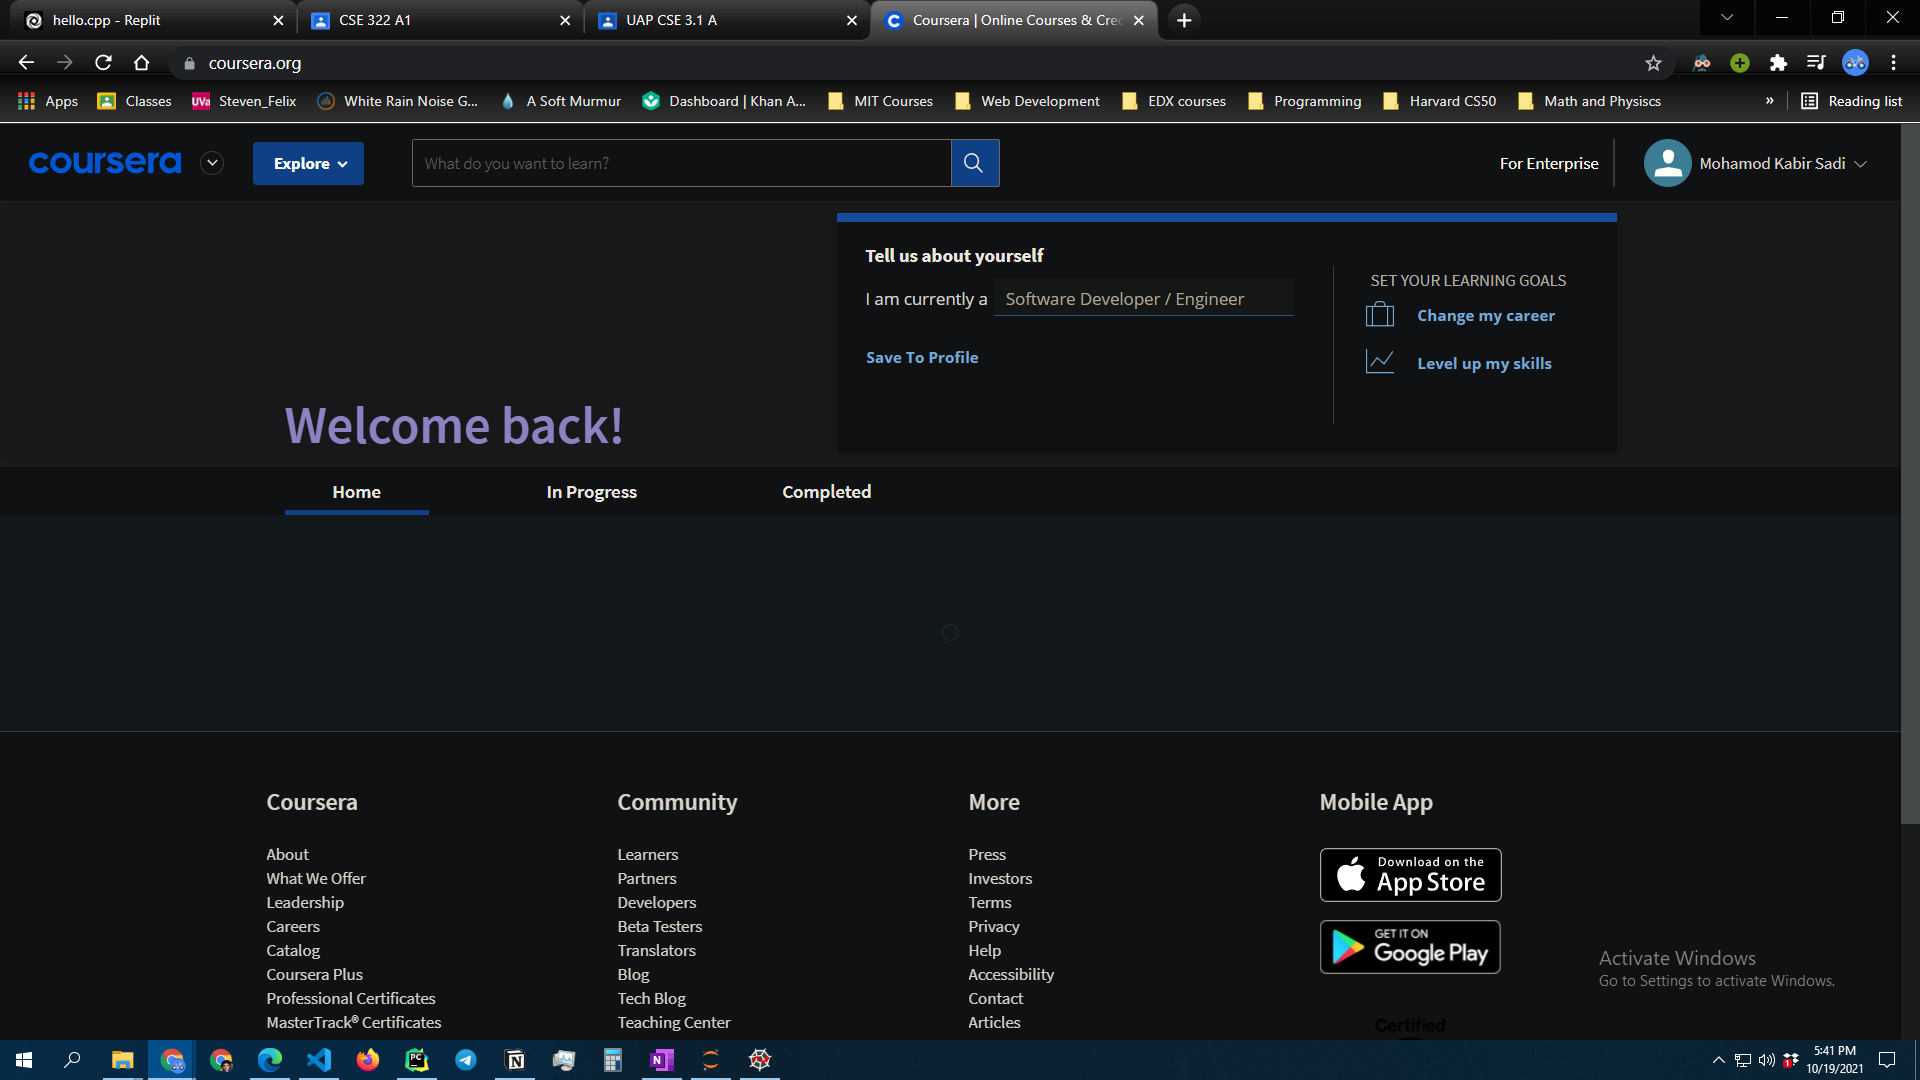 hello.cpp - Replit
CSE 322 A1
UAP CSE 3.1 A
Coursera | Online Courses & Cre
coursera.org
Apps
Classes
UVa Steven_Felix
White Rain Noise G...
A Soft Murmur
Dashboard | Khan A...
MIT Courses
Web Development
EDX courses
Programming
Harvard CS50
Math and Physiscs
»
Reading list
coursera
Explore
What do you want to learn?
For Enterprise
Mohamod Kabir Sadi
Tell us about yourself
I am currently a Software Developer / Engineer
Save To Profile
SET YOUR LEARNING GOALS
Change my career
Level up my skills
Welcome back!
Home
In Progress
Completed
Coursera
About
What We Offer
Leadership
Careers
Catalog
Coursera Plus
Professional Certificates
MasterTrack® Certificates
Community
Learners
Partners
Developers
Beta Testers
Translators
Blog
Tech Blog
Teaching Center
More
Press
Investors
Terms
Privacy
Help
Accessibility
Contact
Articles
Mobile App
Download on the
App Store
GET IT ON
Google Play
Certified
Activate Windows
Go to Settings to activate Windows.
5:41 PM
10/19/2021